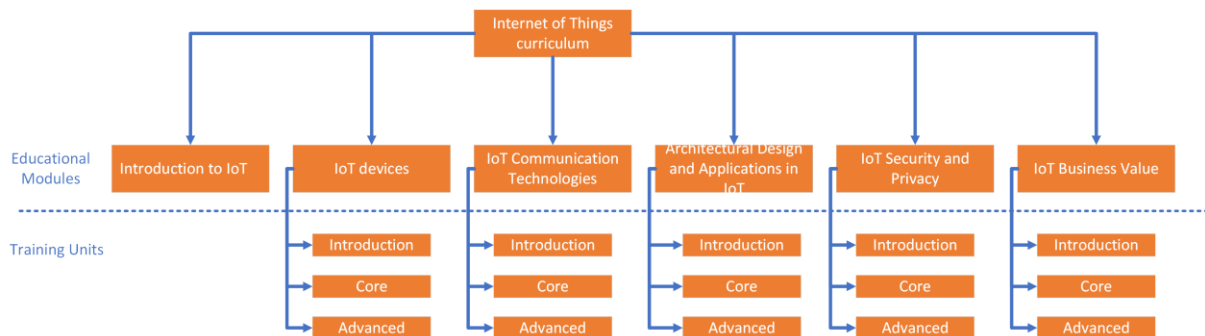 Internet of Things
curriculum
Educational
Modules
Introduction to IoT
IoT devices
IoT Communication
Technologies
Architectural Design
and Applications in
IoT
IoT Security and
Privacy
IoT Business Value
Training Units
Introduction
Introduction
Introduction
Introduction
Introduction
Core
Core
Core
Core
Core
Advanced
Advanced
Advanced
Advanced
Advanced